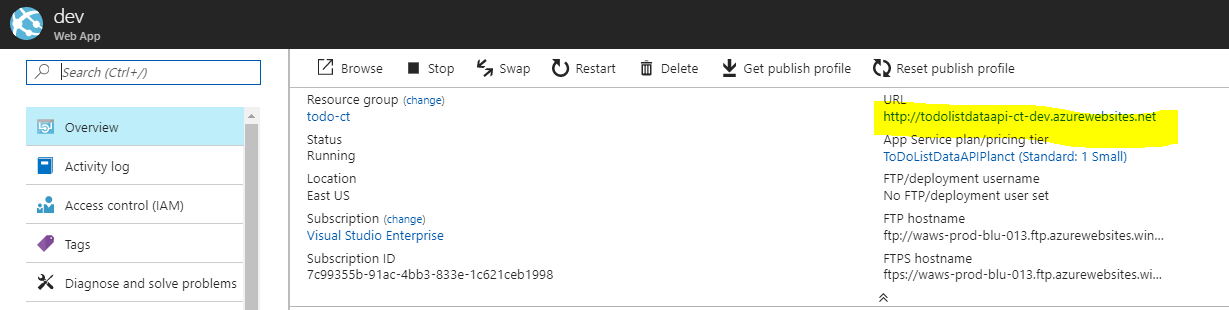 dev
Web App
Search (Ctrl+/)
Overview
Activity log
Access control (IAM)
Tags
Diagnose and solve problems
Browse
Stop
Swap
Restart
Delete
Get publish profile
Reset publish profile
Resource group (change)
todo-ct
Status
Running
Location
East US
Subscription (change)
Visual Studio Enterprise
Subscription ID
7c99355b-91ac-4bb3-833e-1c621ceb1998
URL
http://todolistdataapi-ct-dev.azurewebsites.net
App Service plan/pricing tier
ToDoListDataAPIPlanct (Standard: 1 Small)
FTP/deployment username
No FTP/deployment user set
FTP hostname
ftp://waws-prod-blu-013.ftp.azurewebsites.win...
FTPS hostname
ftps://waws-prod-blu-013.ftp.azurewebsites.wi...